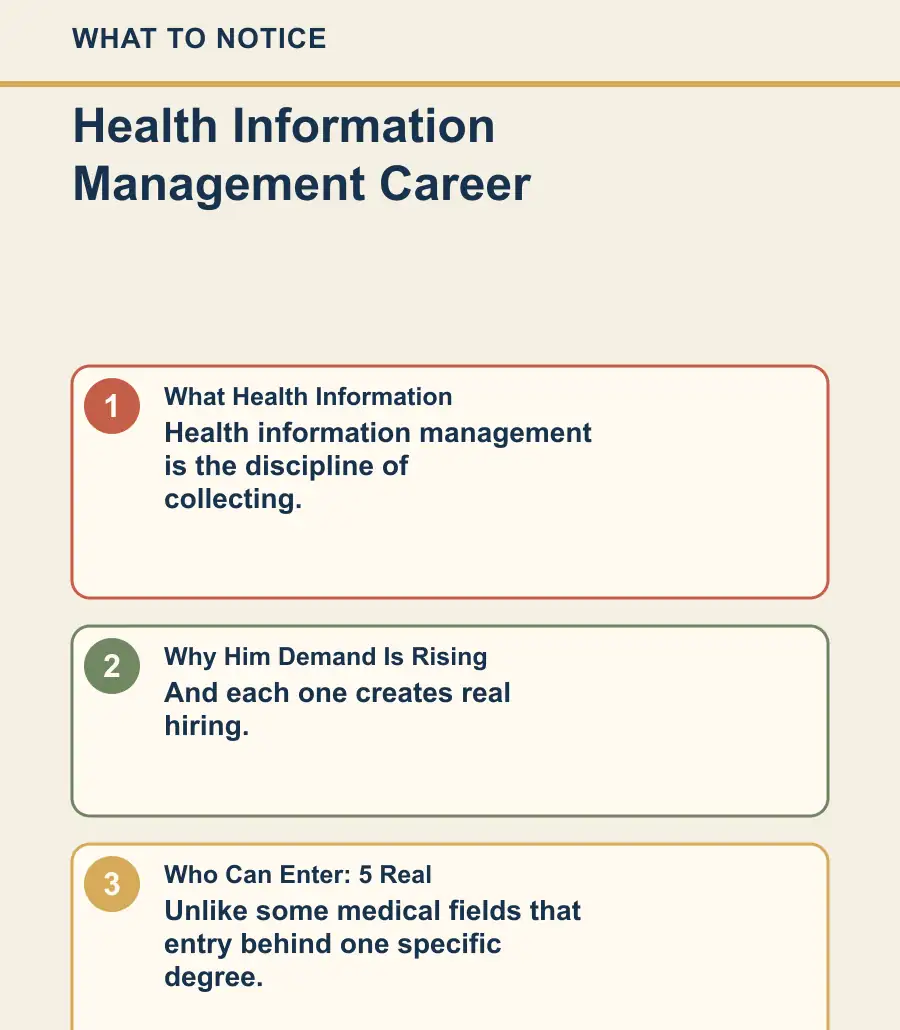 WHAT TO NOTICE
Health Information
Management Career
1
What Health Information
Health information management
is the discipline of
collecting.
2
Why Him Demand Is Rising
And each one creates real
hiring.
3
Who Can Enter: 5 Real
Unlike some medical fields that
entry behind one specific
degree.